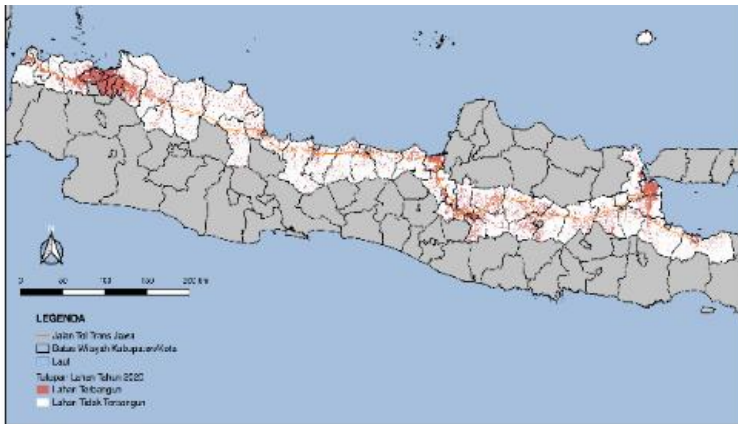 0 50 100 150 200 km
LEGENDA
Jalan Tol Trans Jawa
Batas Wilayah Kabupaten/Kota
Laut
Tutupan Lahan Tahun 2020
Lahan Terbangun
Lahan Tidak Terbangun